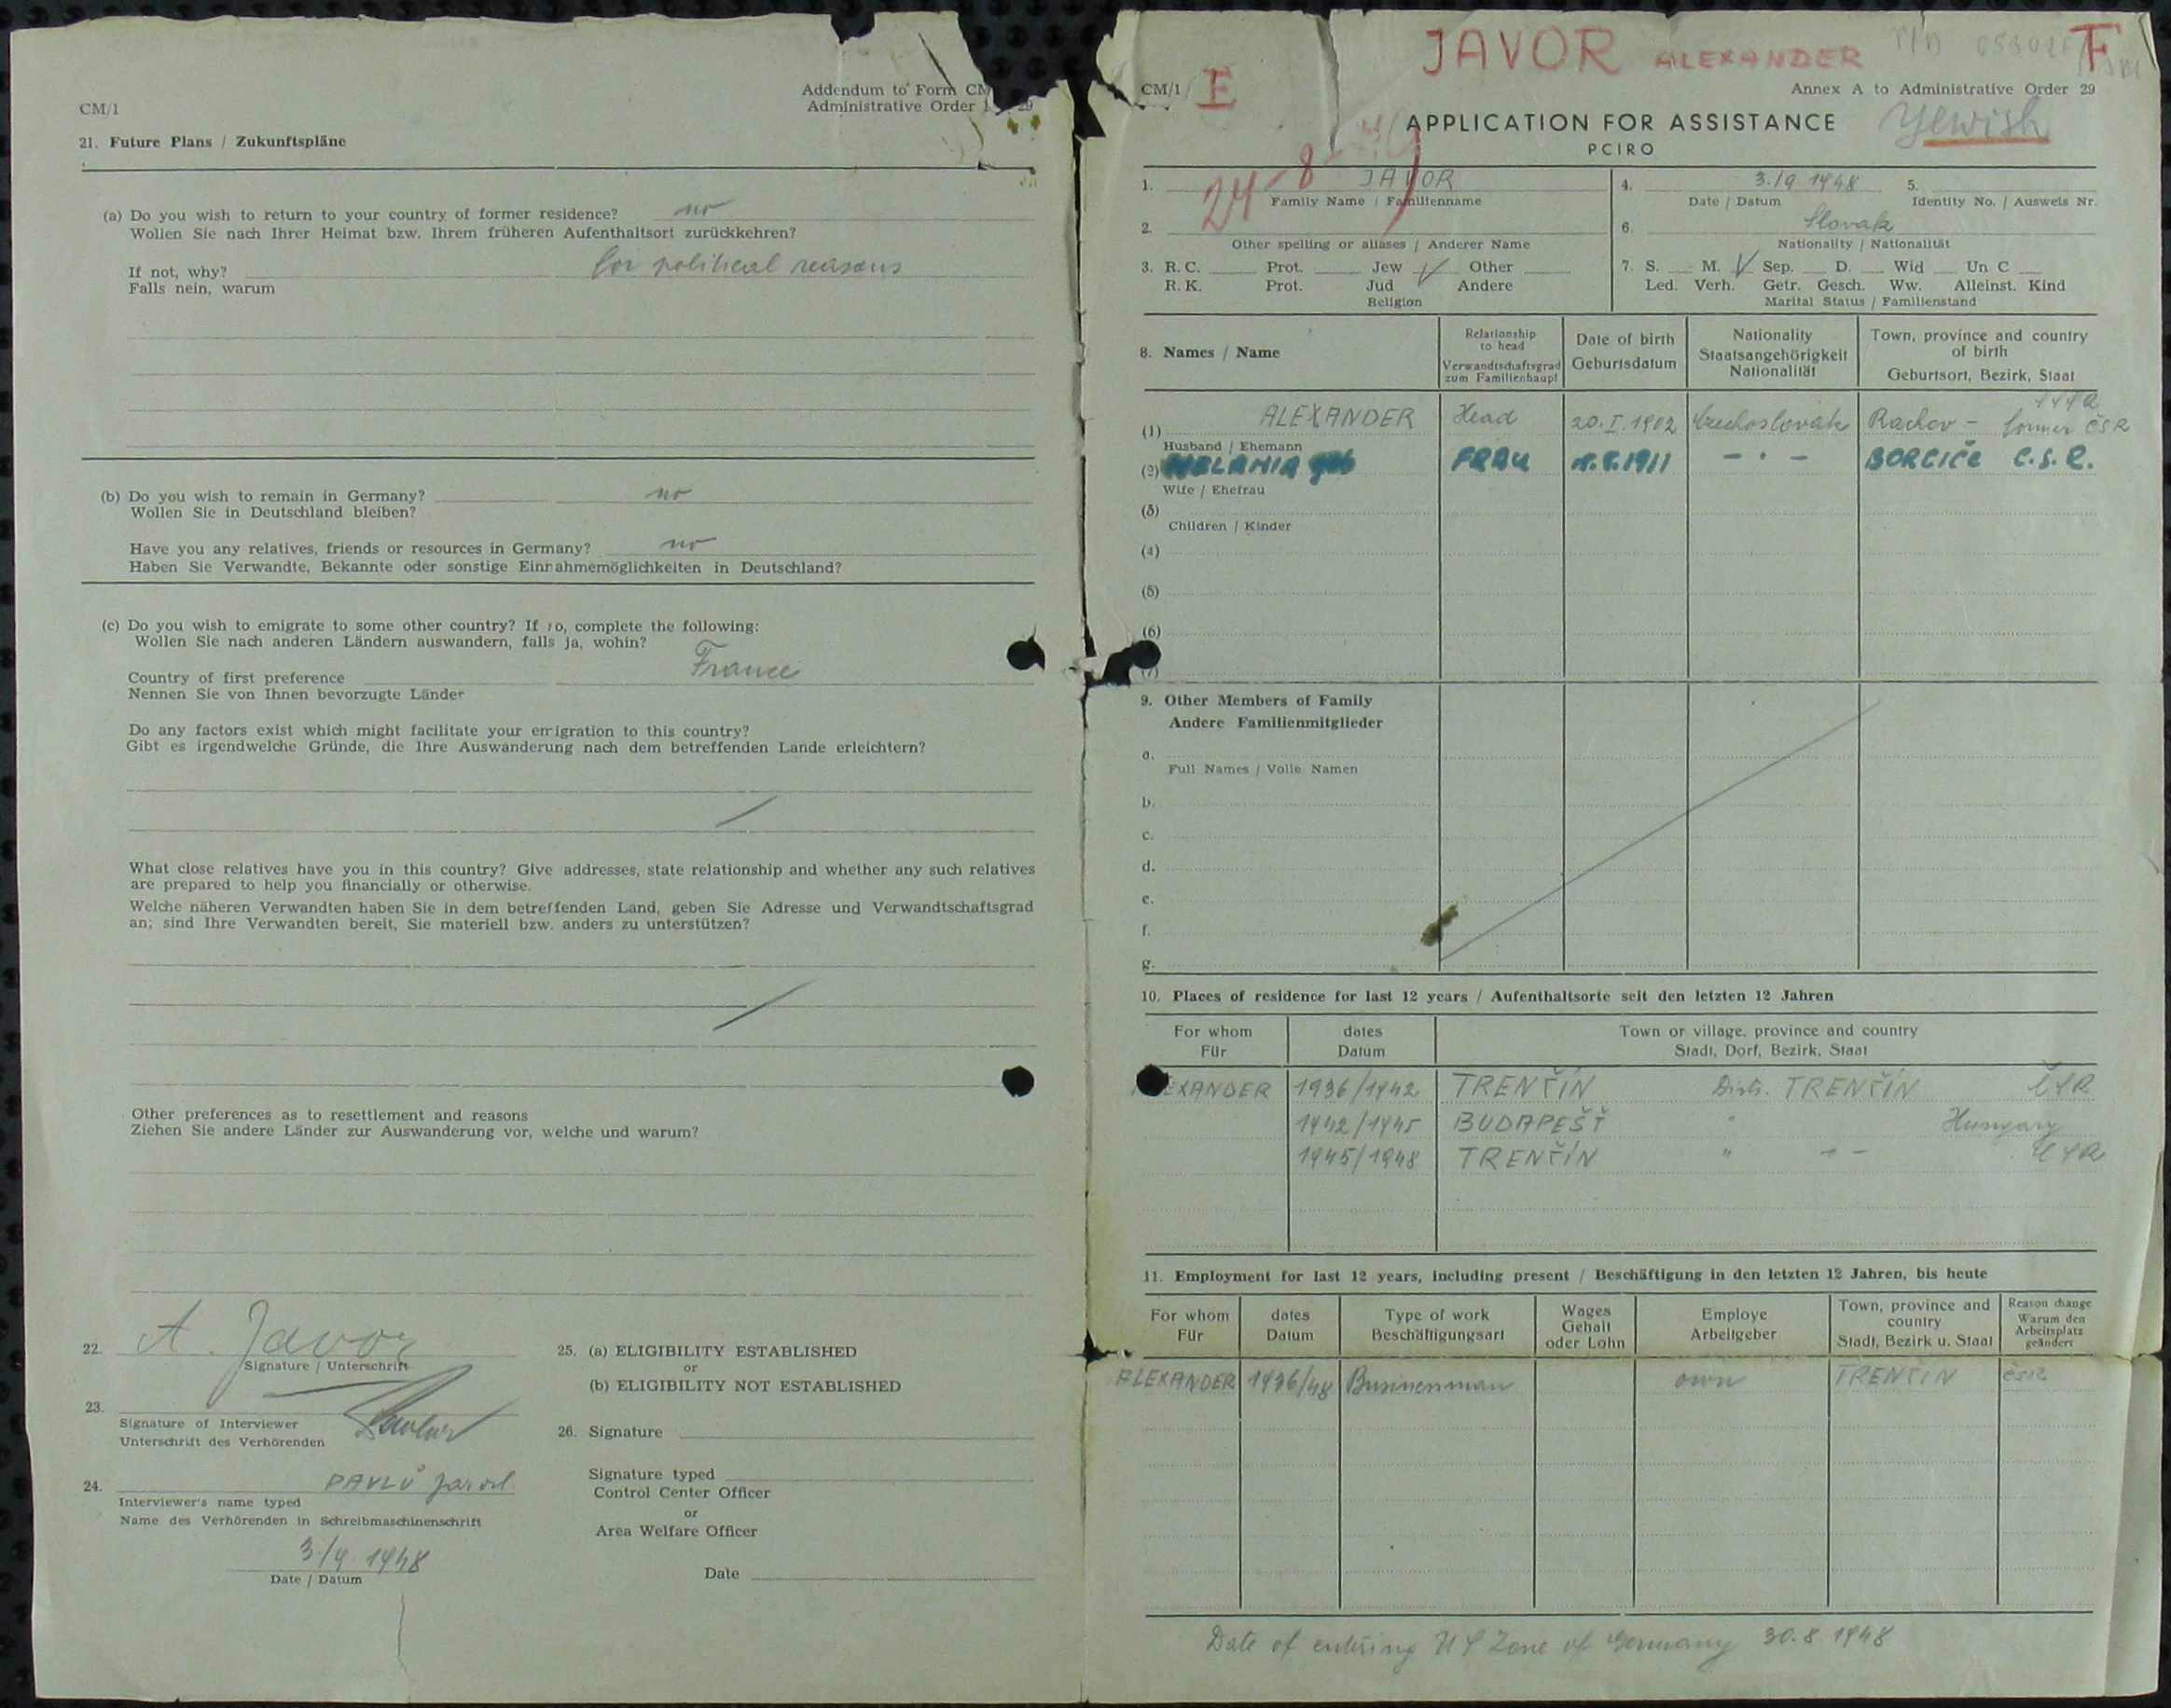 CM/1
Addendum to Form CM
Administrative Order 29
21. Future Plans / Zukunftspläne
(a) Do you wish to return to your country of former residence? no
Wollen Sie nach Ihrer Heimat bzw. Ihrem früheren Aufenthaltsort zurückkehren?
If not, why? for political reasons
Falls nein, warum
(b) Do you wish to remain in Germany? no
Wollen Sie in Deutschland bleiben?
Have you any relatives, friends or resources in Germany? no
Haben Sie Verwandte, Bekannte oder sonstige Einnahmemöglichkeiten in Deutschland?
(c) Do you wish to emigrate to some other country? If so, complete the following:
Wollen Sie nach anderen Ländern auswandern, falls ja, wohin?
Country of first preference France
Nennen Sie von Ihnen bevorzugte Länder
Do any factors exist which might facilitate your emigration to this country?
Gibt es irgendwelche Gründe, die Ihre Auswanderung nach dem betreffenden Lande erleichtern?
What close relatives have you in this country? Give addresses, state relationship and whether any such relatives
are prepared to help you financially or otherwise.
Welche näheren Verwandten haben Sie in dem betreffenden Land, geben Sie Adresse und Verwandtschaftsgrad
an; sind Ihre Verwandten bereit, Sie materiell bzw. anders zu unterstützen?
Other preferences as to resettlement and reasons
Ziehen Sie andere Länder zur Auswanderung vor, welche und warum?
22. A. Javor
Signature / Unterschrift
23.
Signature of Interviewer
Unterschrift des Verhörenden
24. PAVLŮ
Interviewer's name typed
Name des Verhörenden in Schreibmaschinenschrift
3./9. 1948
Date / Datum
25. (a) ELIGIBILITY ESTABLISHED
or
(b) ELIGIBILITY NOT ESTABLISHED
26. Signature
Signature typed
Control Center Officer
or
Area Welfare Officer
Date
JAVOR ALEXANDER F
CM/1 E
Annex A to Administrative Order 29
APPLICATION FOR ASSISTANCE Yewish
PCIRO
24 8
1. JAVOR
Family Name / Familienname
4. 3./9 1948
Date / Datum
5.
Identity No. / Ausweis Nr.
2.
Other spelling or aliases / Anderer Name
6. Slovak
Nationality / Nationalität
3. R. C. Prot. Jew √ Other
R. K. Prot. Jud Andere
Religion
7. S. M. √ Sep. D. Wid Un C
Led. Verh. Getr. Gesch. Ww. Alleinst. Kind
Marital Status / Familienstand
8. Names / Name
Relationship to head
Verwandtschaftsgrad zum Familienhaupt
Date of birth
Geburtsdatum
Nationality
Staatsangehörigkeit
Nationalität
Town, province and country of birth
Geburtsort, Bezirk, Staat
(1) ALEXANDER Head 20. I. 1902 Czechoslovak Rachov - former ČSR
Husband / Ehemann
(2) FRAU 1911 - · - BORCICE C.S.R.
Wife / Ehefrau
(3)
Children / Kinder
(4)
(5)
(6)
(7)
9. Other Members of Family
Andere Familienmitglieder
a.
Full Names / Volle Namen
b.
c.
d.
e.
f.
g.
10. Places of residence for last 12 years / Aufenthaltsorte seit den letzten 12 Jahren
For whom dates Town or village, province and country
Für Datum Stadt, Dorf, Bezirk, Staat
EXANDER 1936/1942 TRENČÍN Distr. TRENČÍN ČSR
1942/1945 BUDAPEŠŤ " Hungary
1945/1948 TRENČÍN " - - ČSR
11. Employment for last 12 years, including present / Beschäftigung in den letzten 12 Jahren, bis heute
For whom
Für
dates
Datum
Type of work
Beschäftigungsart
Wages
Gehalt
oder Lohn
Employe
Arbeitgeber
Town, province and country
Stadt, Bezirk u. Staat
Reason change
Warum den
Arbeitsplatz
geändert
ALEXANDER 1936/48 Businessman own TRENČIN ČSR
Date of entering US Zone of Germany 30. 8. 1948